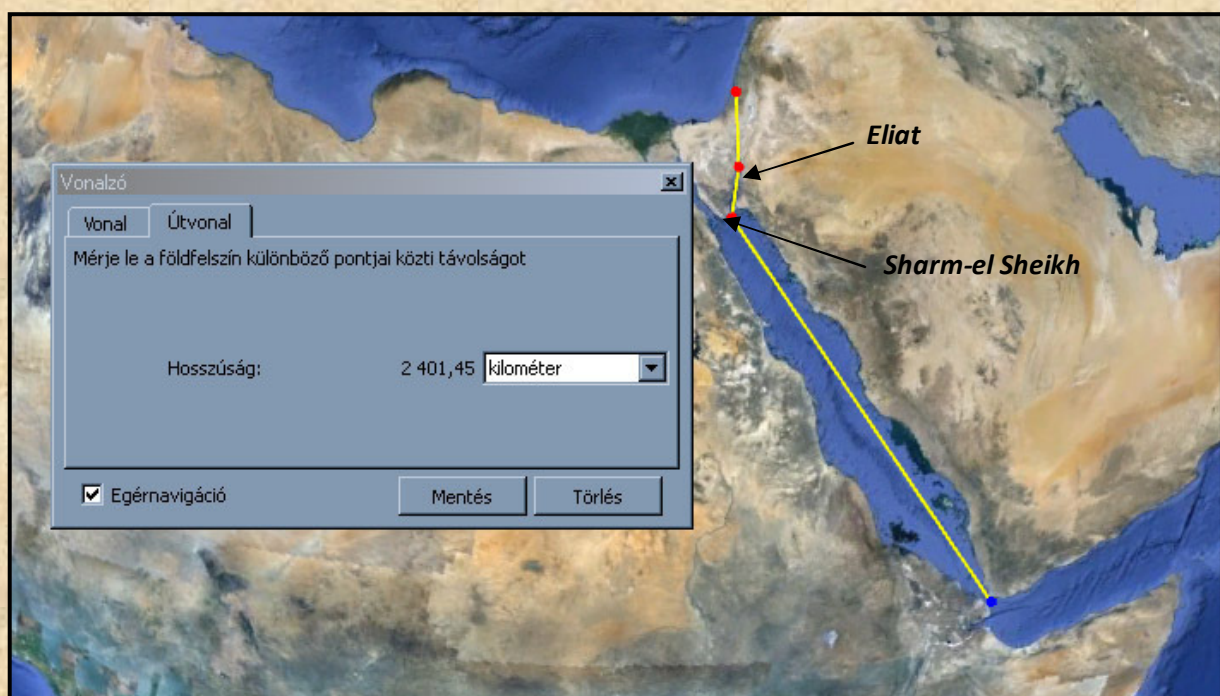 Eliat
Vonalzó
Vonal Útvonal
Mérje le a földfelszín különböző pontjai közti távolságot
Sharm-el Sheikh
Hosszúság: 2 401,45 kilométer
Egérnavigáció Mentés Törlés